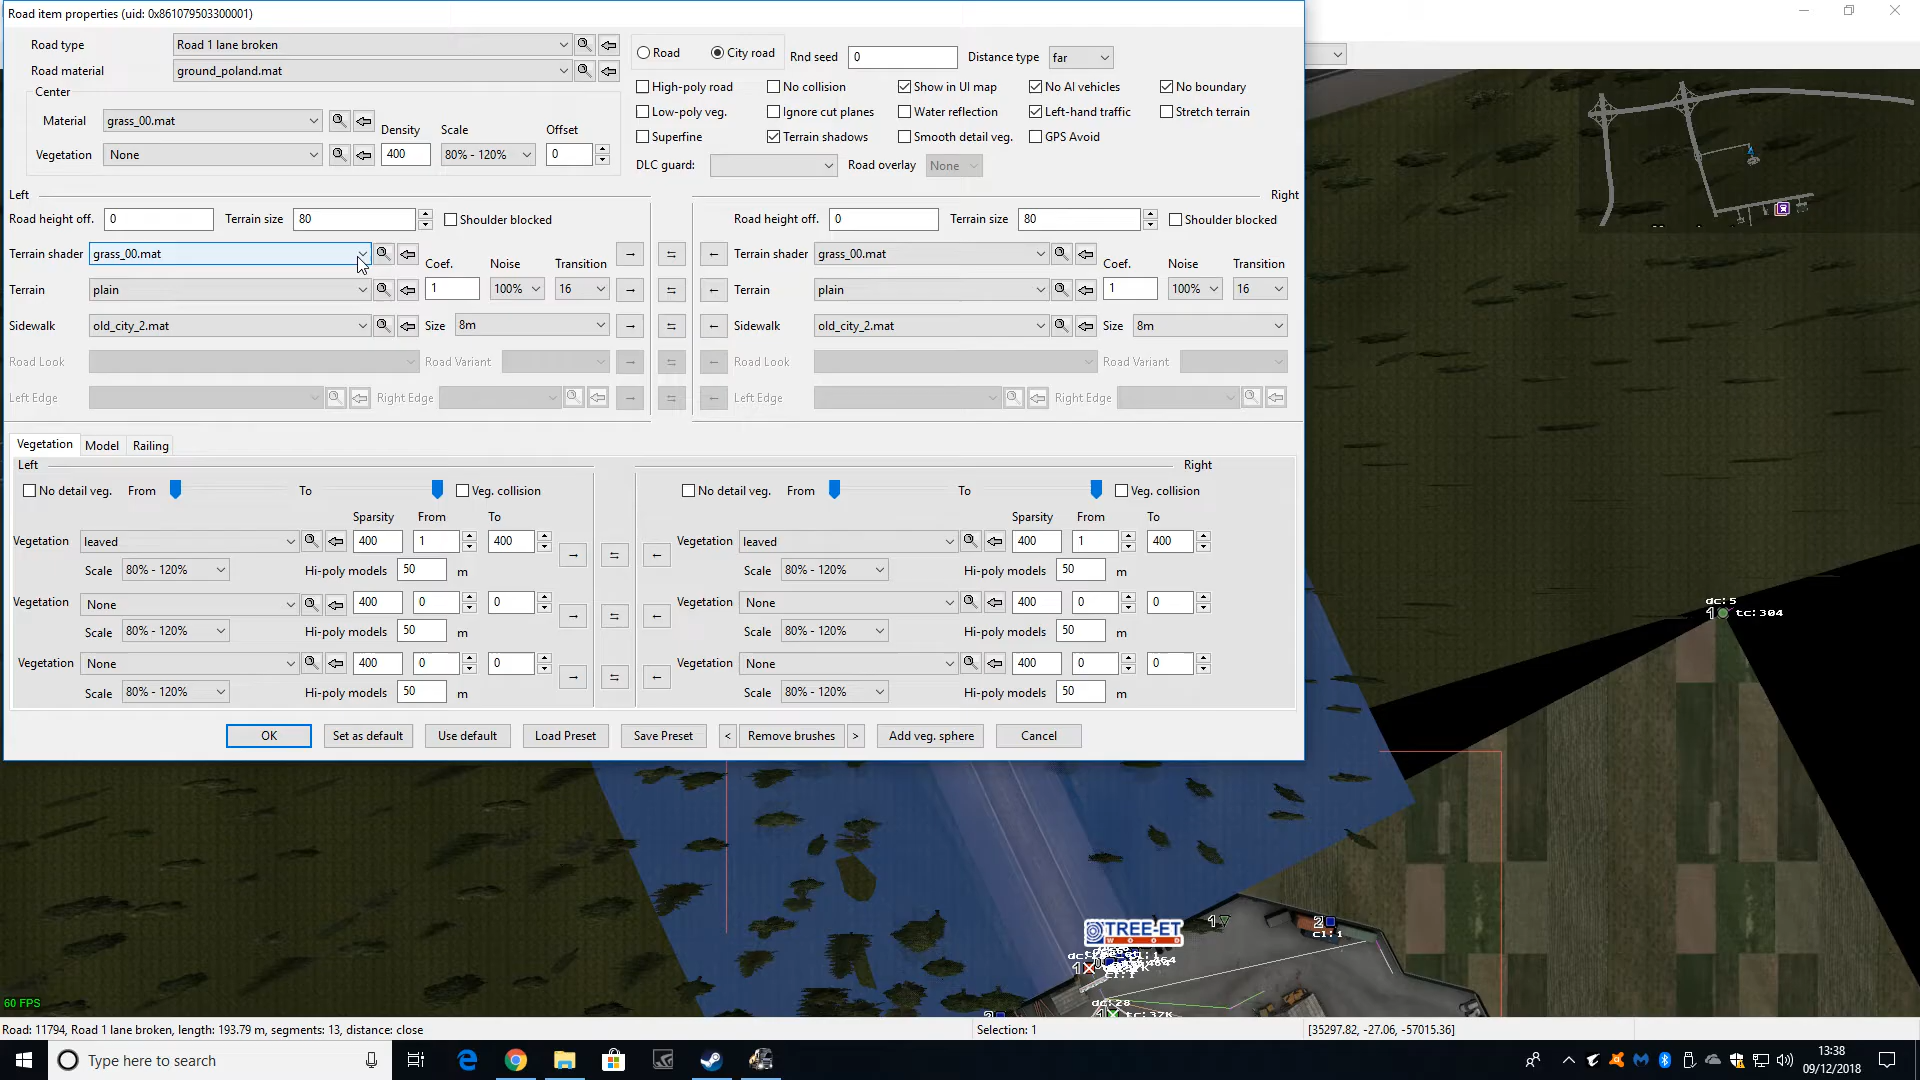 Road item properties (uid: 0x861079503300001)
Road type Road 1 lane broken Road City road Rnd seed 0 Distance type far
Road material ground_poland.mat
Center
High-poly road No collision Show in UI map No AI vehicles No boundary
Material grass_00.mat Density Scale Offset
Low-poly veg. Ignore cut planes Water reflection Left-hand traffic Stretch terrain
Superfine Terrain shadows Smooth detail veg. GPS Avoid
Vegetation None 400 80% - 120% 0
DLC guard: Road overlay None
Left Right
Road height off. 0 Terrain size 80 Shoulder blocked Road height off. 0 Terrain size 80 Shoulder blocked
Terrain shader grass_00.mat Coef. Noise Transition Terrain shader grass_00.mat Coef. Noise Transition
Terrain plain 1 100% 16 Terrain plain 1 100% 16
Sidewalk old_city_2.mat Size 8m Sidewalk old_city_2.mat Size 8m
Road Look Road Variant Road Look Road Variant
Left Edge Right Edge Left Edge Right Edge
Vegetation Model Railing
Left Right
No detail veg. From To Veg. collision No detail veg. From To Veg. collision
Sparsity From To Sparsity From To
Vegetation leaved 400 1 400 Vegetation leaved 400 1 400
Scale 80% - 120% Hi-poly models 50 m Scale 80% - 120% Hi-poly models 50 m
Vegetation None 400 0 0 Vegetation None 400 0 0
Scale 80% - 120% Hi-poly models 50 m Scale 80% - 120% Hi-poly models 50 m
Vegetation None 400 0 0 Vegetation None 400 0 0
Scale 80% - 120% Hi-poly models 50 m Scale 80% - 120% Hi-poly models 50 m
OK Set as default Use default Load Preset Save Preset < Remove brushes > Add veg. sphere Cancel
dc:5
1 tc:304
TREE-ET
WOOD
1
2
cl:1
1
dc:28
1 tc:37K
2
60 FPS
Road: 11794, Road 1 lane broken, length: 193.79 m, segments: 13, distance: close Selection: 1 [35297.82, -27.06, -57015.36]
Type here to search
13:38
09/12/2018